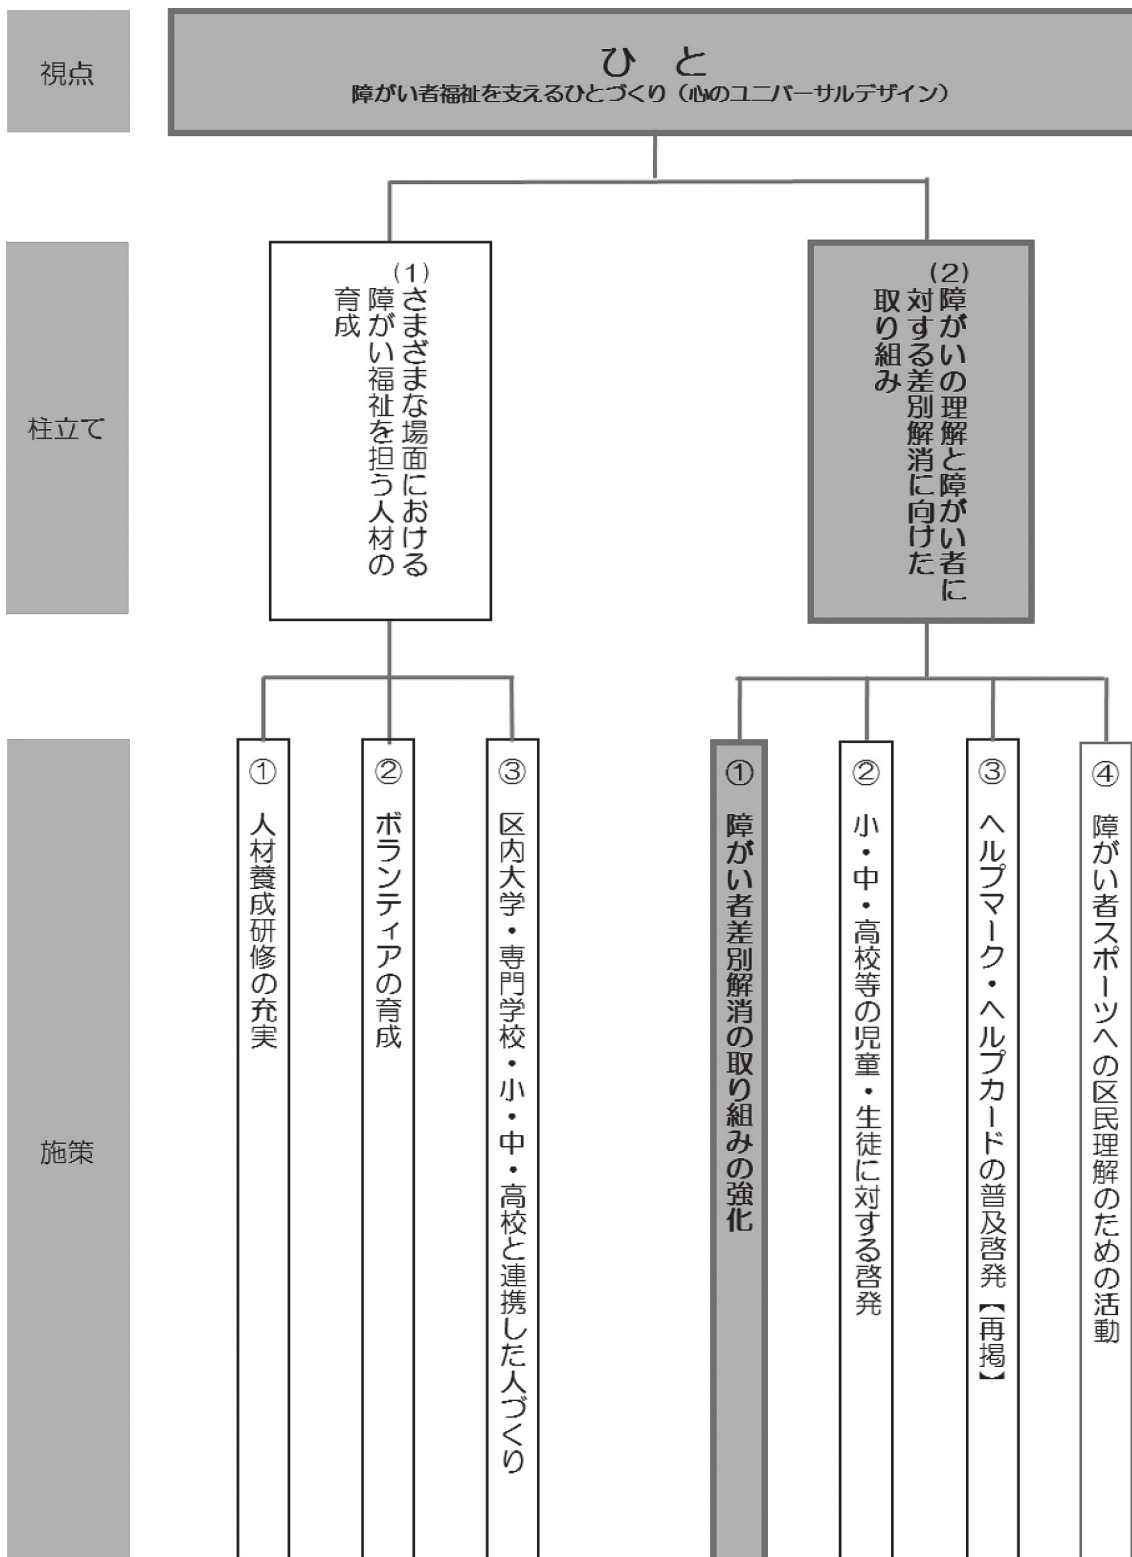 視点
ひと
障がい者福祉を支えるひとづくり（心のユニバーサルデザイン）
柱立て
(1)さまざまな場面における
障がい福祉を担う人材の
育成
(2)障がいの理解と障がい者に
対する差別解消に向けた
取り組み
施策
① 人材養成研修の充実
② ボランティアの育成
③ 区内大学・専門学校・小・中・高校と連携した人づくり
① 障がい者差別解消の取り組みの強化
② 小・中・高校等の児童・生徒に対する啓発
③ ヘルプマーク・ヘルプカードの普及啓発【再掲】
④ 障がい者スポーツへの区民理解のための活動